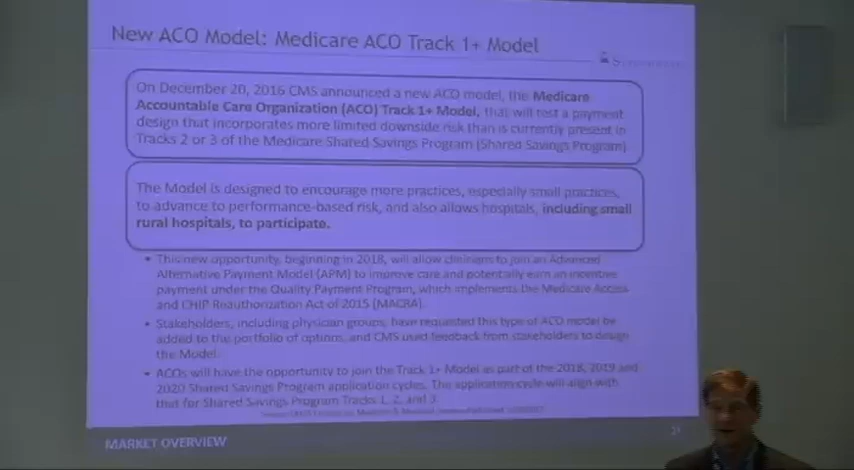 New ACO Model: Medicare ACO Track 1+ Model
On December 20, 2016 CMS announced a new ACO model, the Medicare
Accountable Care Organization (ACO) Track 1+ Model, that will test a payment
design that incorporates more limited downside risk than is currently present in
Tracks 2 or 3 of the Medicare Shared Savings Program (Shared Savings Program)
The Model is designed to encourage more practices, especially small practices,
to advance to performance-based risk, and also allows hospitals, including small
rural hospitals, to participate.
• This new opportunity, beginning in 2018, will allow clinicians to join an Advanced
Alternative Payment Model (APM) to improve care and potentially earn an incentive
payment under the Quality Payment Program, which implements the Medicare Access
and CHIP Reauthorization Act of 2015 (MACRA).
• Stakeholders, including physician groups, have requested this type of ACO model be
added to the portfolio of options, and CMS used feedback from stakeholders to design
the Model.
• ACOs will have the opportunity to join the Track 1+ Model as part of the 2018, 2019 and
2020 Shared Savings Program application cycles. The application cycle will align with
that for Shared Savings Program Tracks 1, 2, and 3.
MARKET OVERVIEW